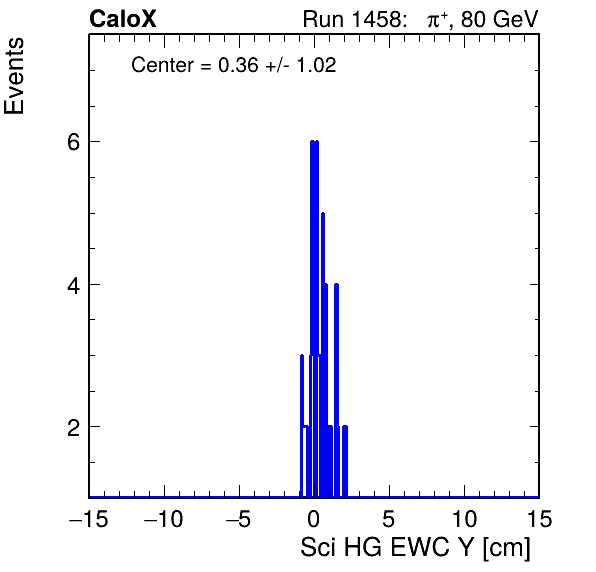 CaloX Run 1458: π⁺, 80 GeV
Center = 0.36 +/- 1.02
Events
6
4
2
−15 −10 −5 0 5 10 15
Sci HG EWC Y [cm]